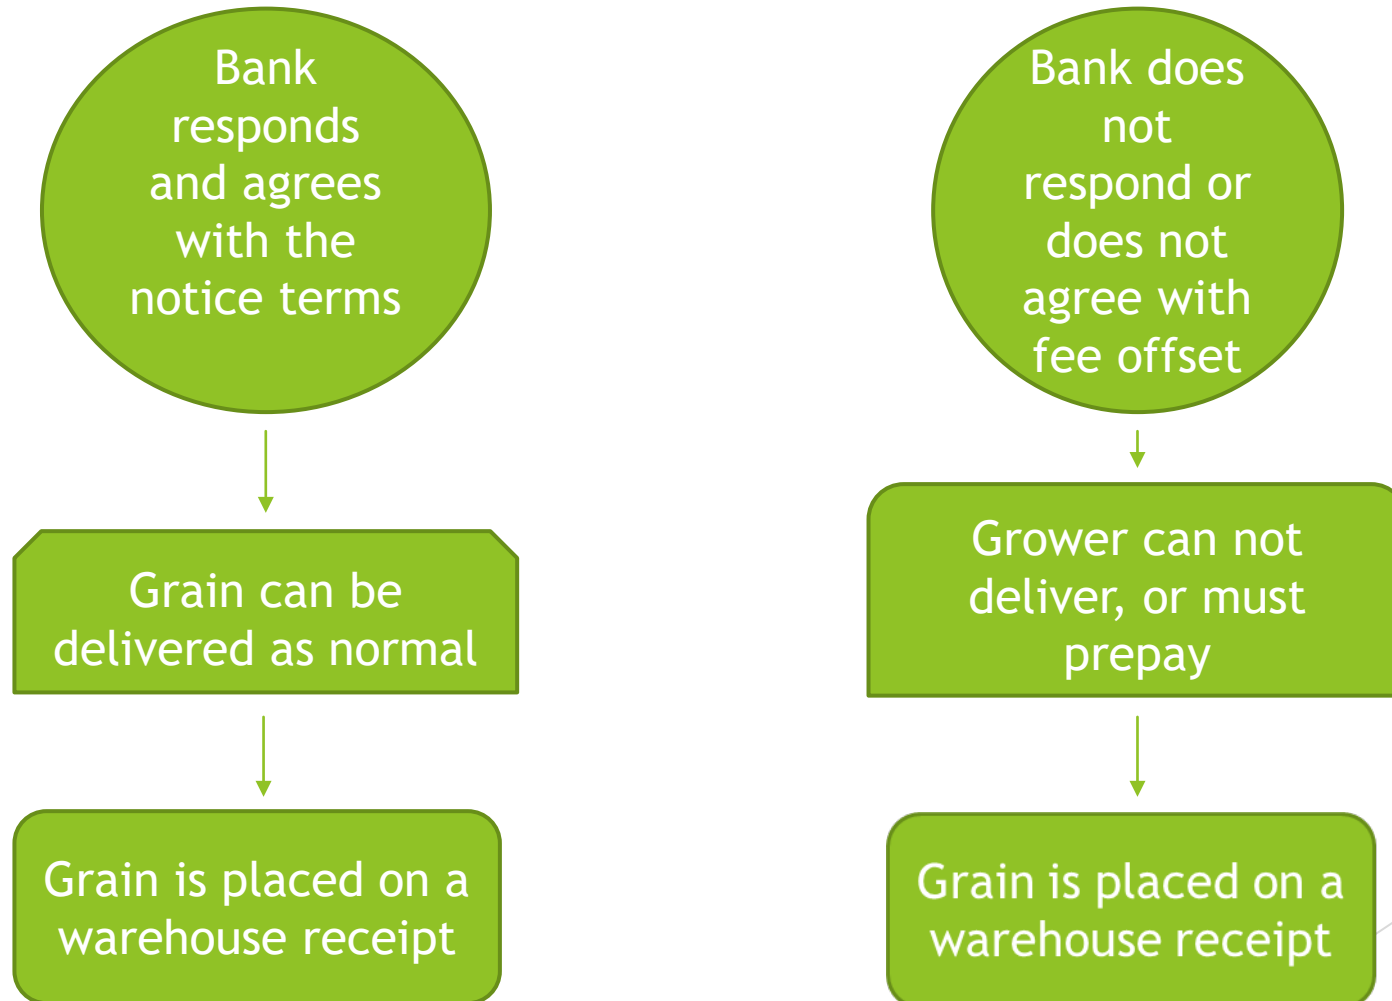 Bank
responds
and agrees
with the
notice terms
Grain can be
delivered as normal
Grain is placed on a
warehouse receipt
Bank does
not
respond or
does not
agree with
fee offset
Grower can not
deliver, or must
prepay
Grain is placed on a
warehouse receipt